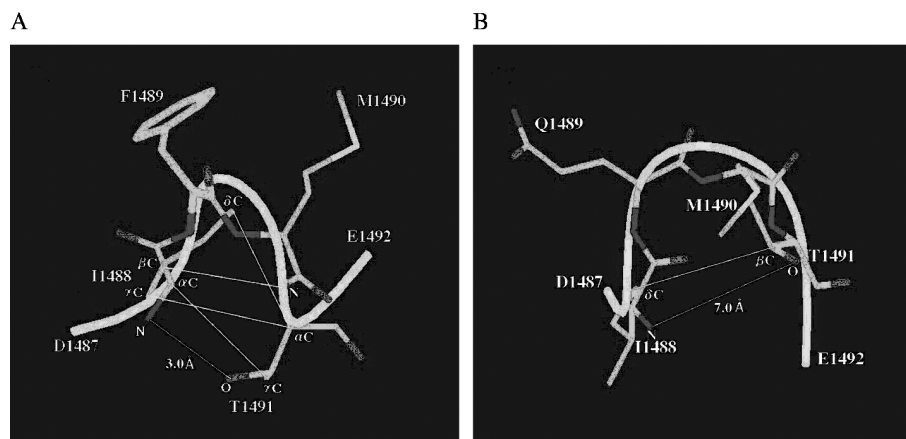 A
B
F1489
M1490
δC
E1492
βC
I1488
αC
N
γC
αC
D1487
N
3.0Å
O
γC
T1491
Q1489
M1490
T1491
βC
O
D1487
δC
7.0 Å
I1488
E1492